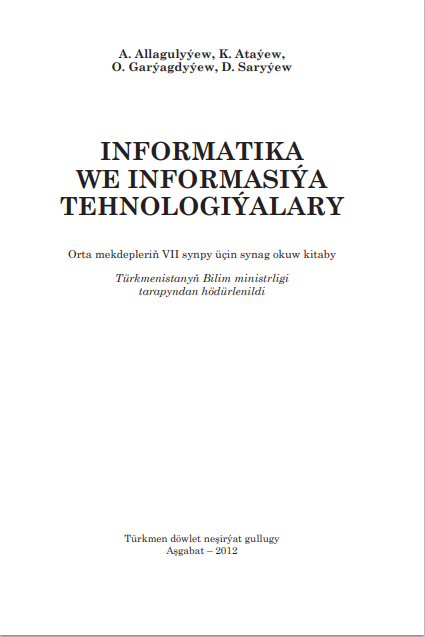 A. Allagulyýew, K. Ataýew,
O. Garýagdyýew, D. Saryýew
INFORMATIKA
WE INFORMASIÝA
TEHNOLOGIÝALARY
Orta mekdepleriň VII synpy üçin synag okuw kitaby
Türkmenistanyň Bilim ministrligi
tarapyndan hödürlenildi
Türkmen döwlet neşirýat gullugy
Aşgabat – 2012